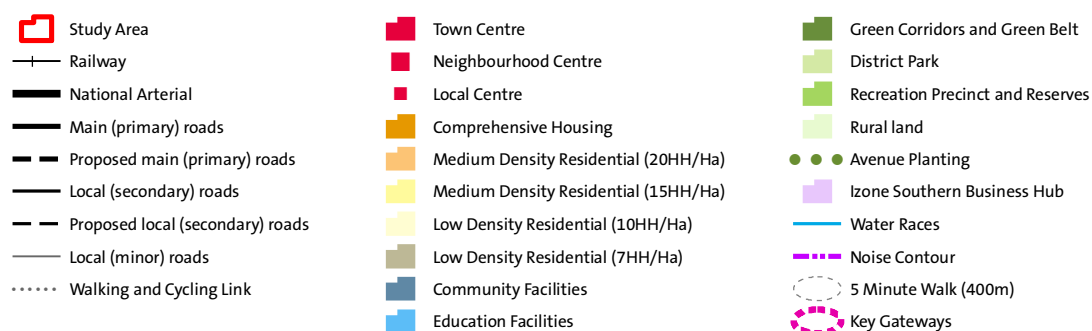 Study Area
Railway
National Arterial
Main (primary) roads
Proposed main (primary) roads
Local (secondary) roads
Proposed local (secondary) roads
Local (minor) roads
Walking and Cycling Link
Town Centre
Neighbourhood Centre
Local Centre
Comprehensive Housing
Medium Density Residential (20HH/Ha)
Medium Density Residential (15HH/Ha)
Low Density Residential (10HH/Ha)
Low Density Residential (7HH/Ha)
Community Facilities
Education Facilities
Green Corridors and Green Belt
District Park
Recreation Precinct and Reserves
Rural land
Avenue Planting
Izone Southern Business Hub
Water Races
Noise Contour
5 Minute Walk (400m)
Key Gateways